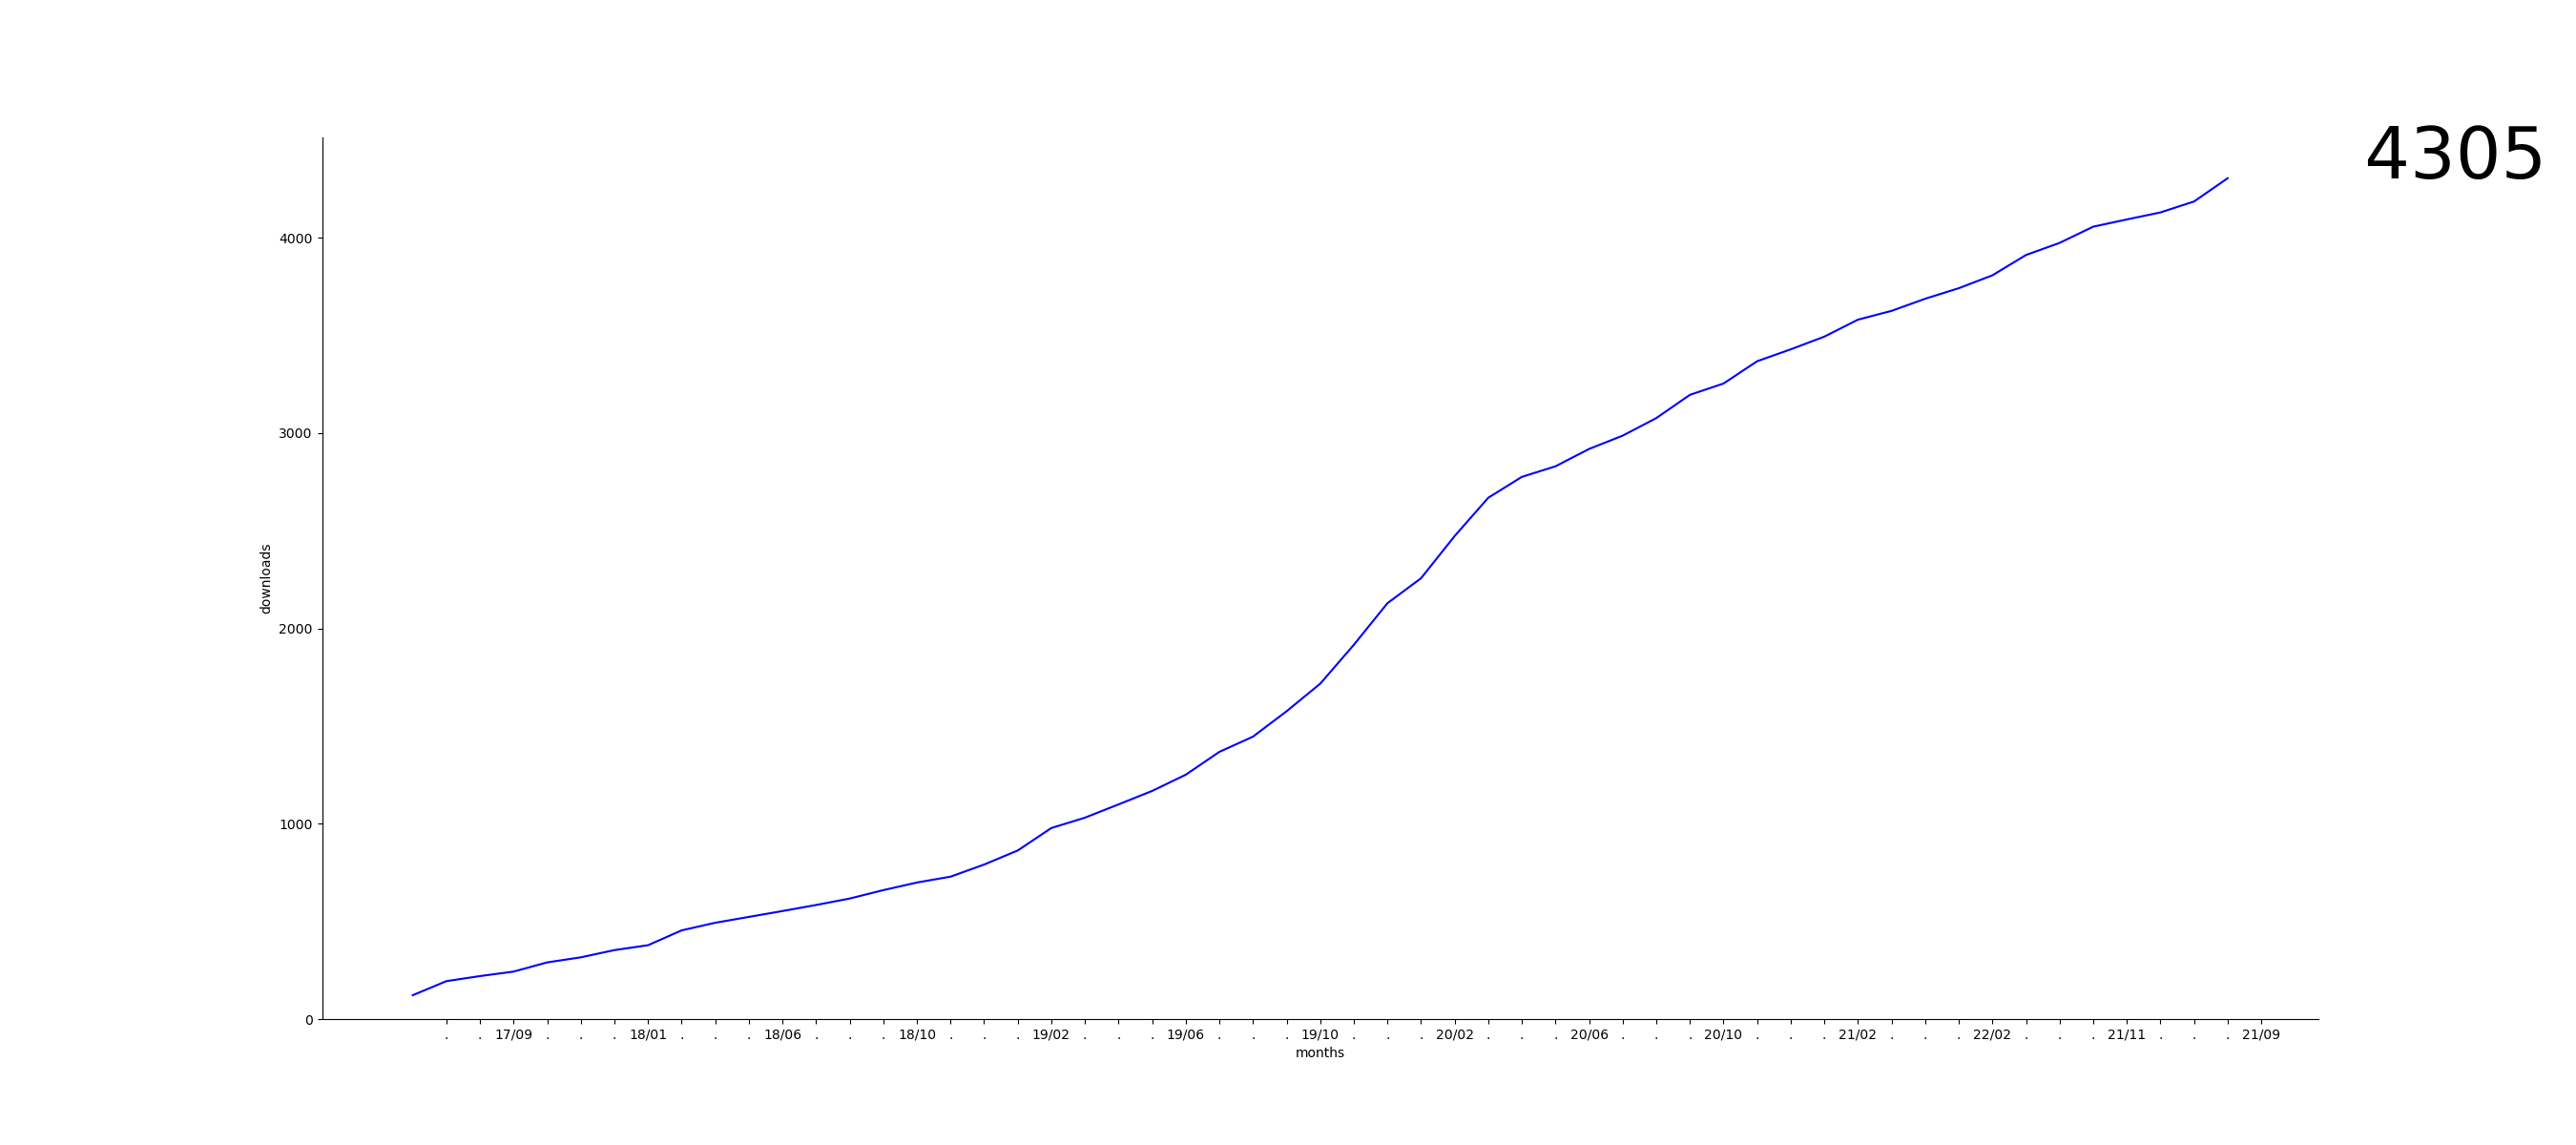 4305
4000
3000
downloads
2000
1000
0
. . 17/09 . . . 18/01 . . . 18/06 . . . 18/10 . . . 19/02 . . . 19/06 . . . 19/10 . . . 20/02 . . . 20/06 . . . 20/10 . . . 21/02 . . . 22/02 . . . 21/11 . . . 21/09
months